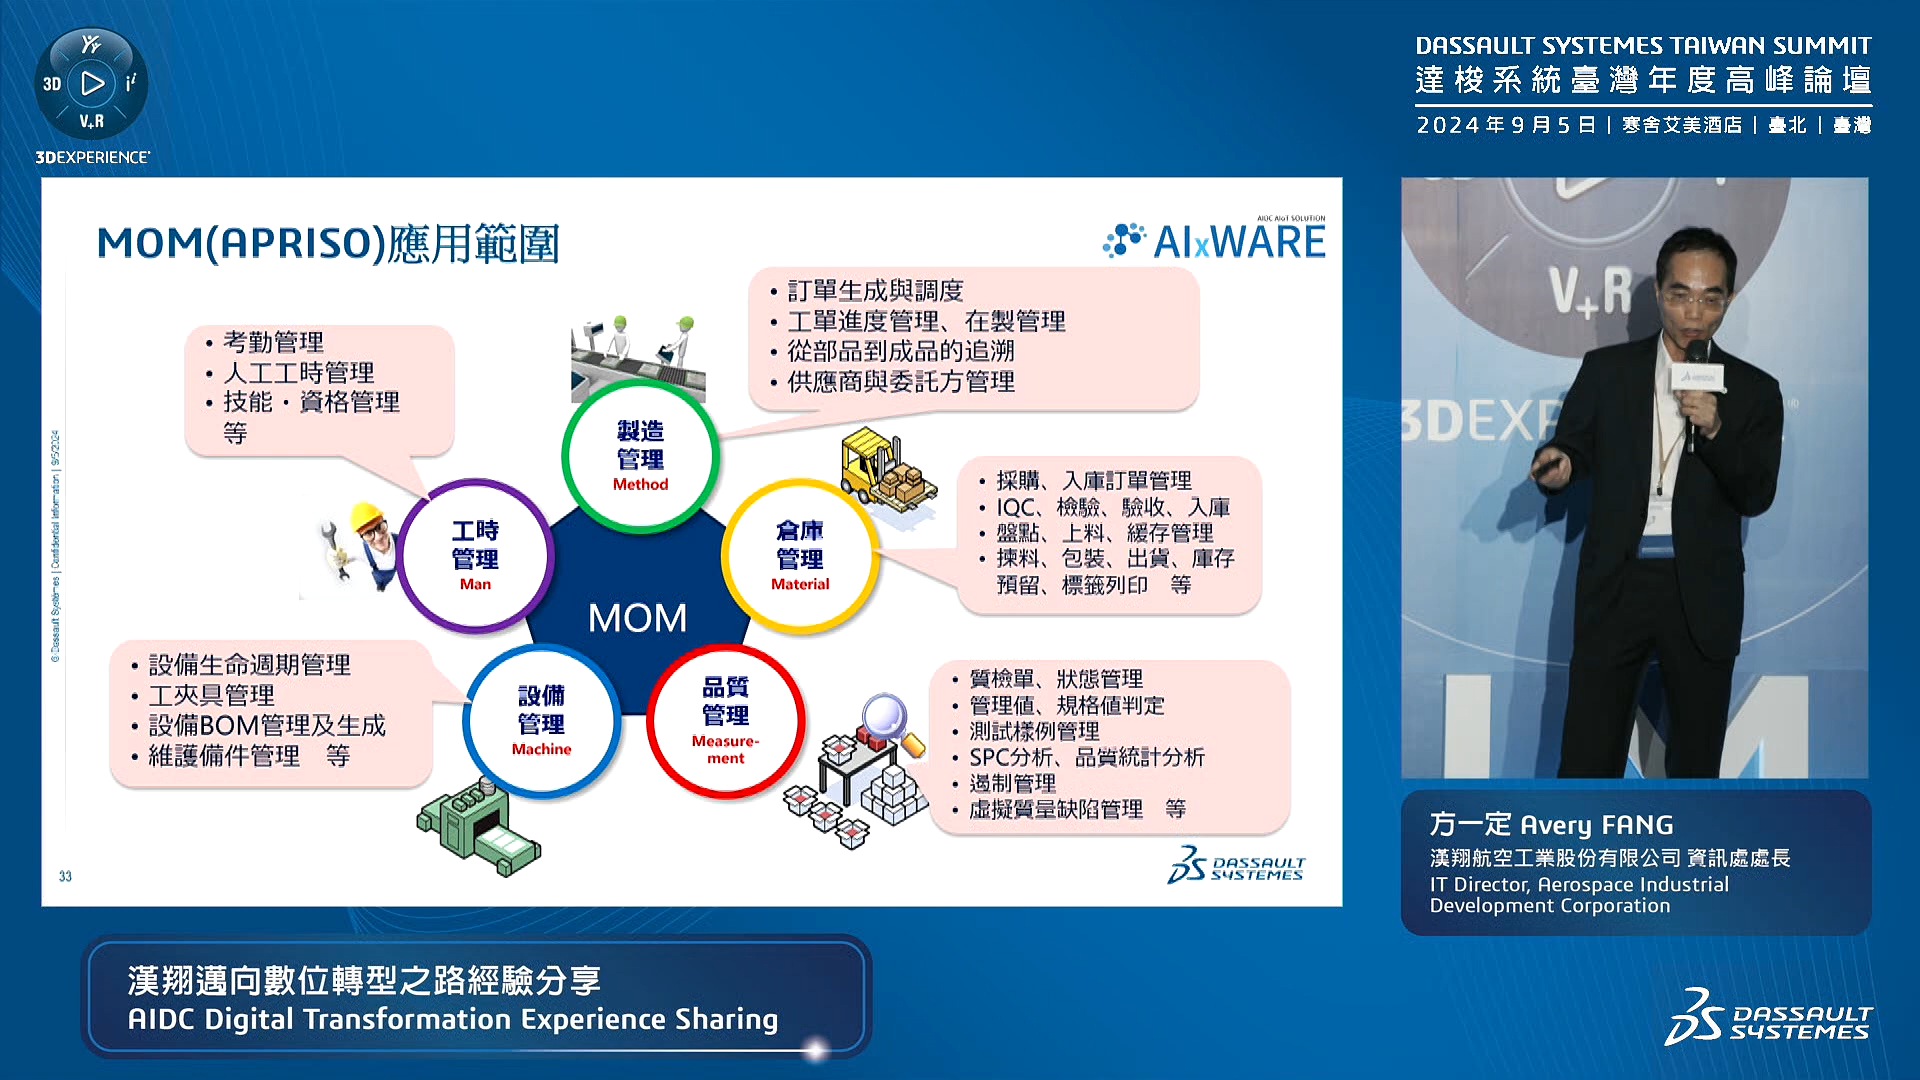 3D
V+R
3DEXPERIENCE
DASSAULT SYSTEMES TAIWAN SUMMIT
達梭系統臺灣年度高峰論壇
2024年9月5日 | 寒舍艾美酒店 | 臺北 | 臺灣
MOM(APRISO)應用範圍
AIDC AIoT SOLUTION
AIxWARE
• 訂單生成與調度
• 工單進度管理、在製管理
• 從部品到成品的追溯
• 供應商與委託方管理
• 考勤管理
• 人工工時管理
• 技能・資格管理
等
製造
管理
Method
• 採購、入庫訂單管理
• IQC、檢驗、驗收、入庫
• 盤點、上料、緩存管理
• 揀料、包裝、出貨、庫存
預留、標籤列印 等
工時
管理
Man
倉庫
管理
Material
MOM
• 設備生命週期管理
• 工夾具管理
• 設備BOM管理及生成
• 維護備件管理 等
設備
管理
Machine
品質
管理
Measure-
ment
• 質檢單、狀態管理
• 管理値、規格値判定
• 測試樣例管理
• SPC分析、品質統計分析
• 遏制管理
• 虛擬質量缺陷管理 等
© Dassault Systèmes | Confidential Information | 9/5/2024
33
DASSAULT
SYSTEMES
V+R
3DEXP
方一定 Avery FANG
漢翔航空工業股份有限公司 資訊處處長
IT Director, Aerospace Industrial
Development Corporation
漢翔邁向數位轉型之路經驗分享
AIDC Digital Transformation Experience Sharing
DASSAULT
SYSTEMES